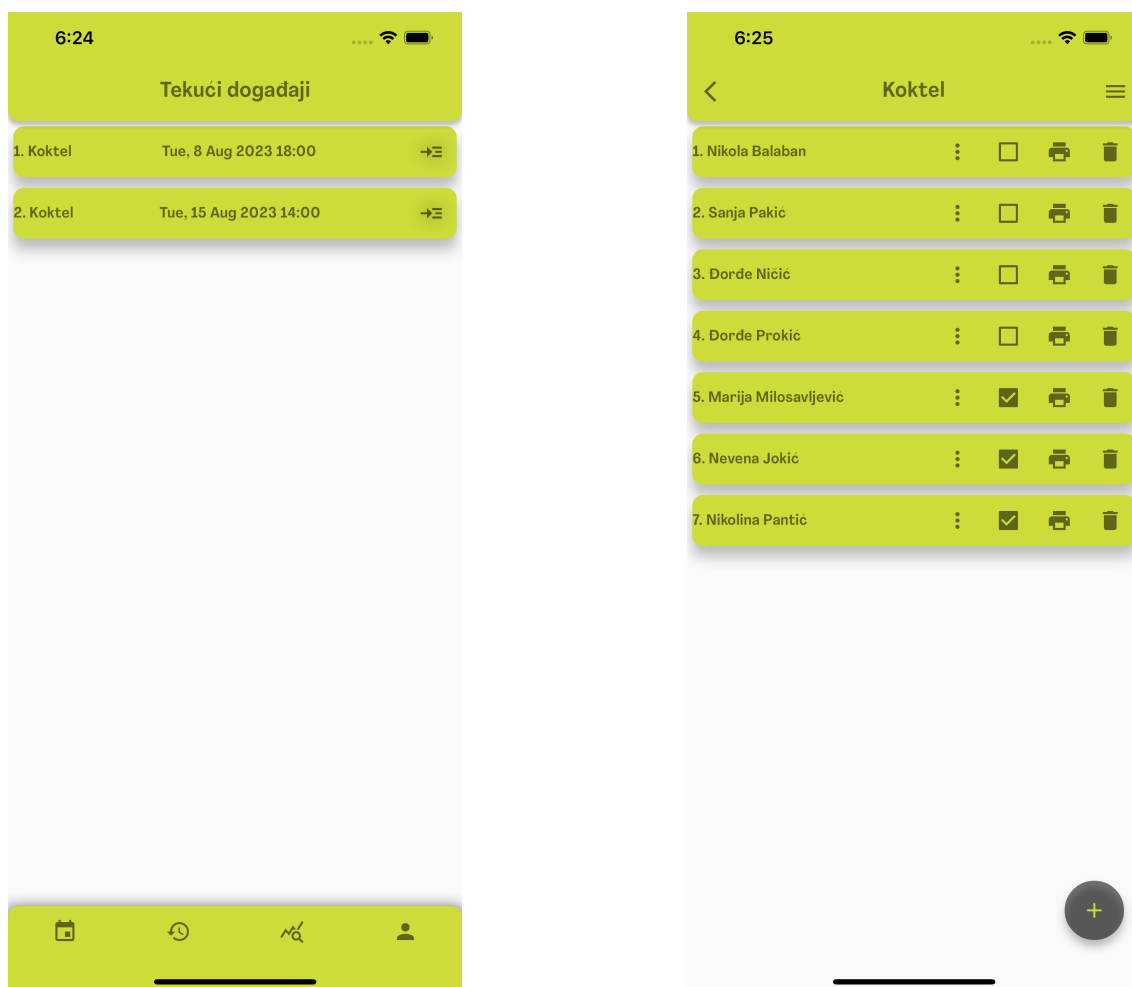 6:24
Tekući događaji
1. Koktel Tue, 8 Aug 2023 18:00
2. Koktel Tue, 15 Aug 2023 14:00
6:25
Koktel
1. Nikola Balaban
2. Sanja Pakić
3. Đorđe Ničić
4. Đorđe Prokić
5. Marija Milosavljević
6. Nevena Jokić
7. Nikolina Pantić